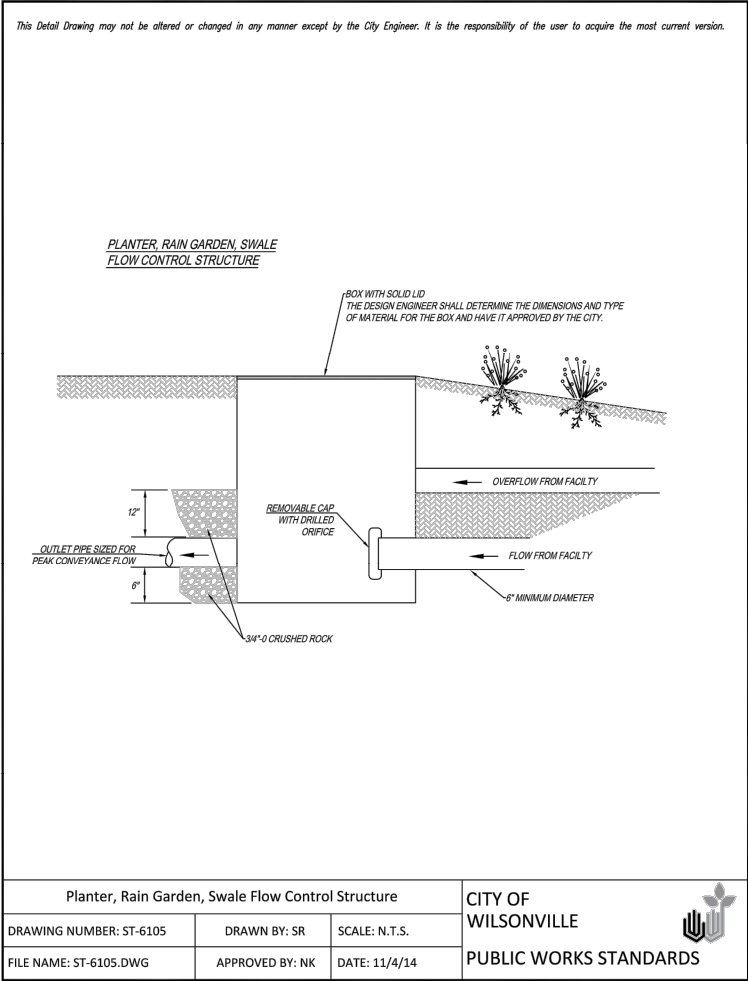 This Detail Drawing may not be altered or changed in any manner except by the City Engineer. It is the responsibility of the user to acquire the most current version.
PLANTER, RAIN GARDEN, SWALE
FLOW CONTROL STRUCTURE
BOX WITH SOLID LID
THE DESIGN ENGINEER SHALL DETERMINE THE DIMENSIONS AND TYPE
OF MATERIAL FOR THE BOX AND HAVE IT APPROVED BY THE CITY.
OVERFLOW FROM FACILTY
12"
REMOVABLE CAP
WITH DRILLED
ORIFICE
OUTLET PIPE SIZED FOR
PEAK CONVEYANCE FLOW
FLOW FROM FACILTY
6"
6" MINIMUM DIAMETER
3/4"-0 CRUSHED ROCK
Planter, Rain Garden, Swale Flow Control Structure
DRAWING NUMBER: ST-6105
DRAWN BY: SR
SCALE: N.T.S.
FILE NAME: ST-6105.DWG
APPROVED BY: NK
DATE: 11/4/14
CITY OF
WILSONVILLE
PUBLIC WORKS STANDARDS